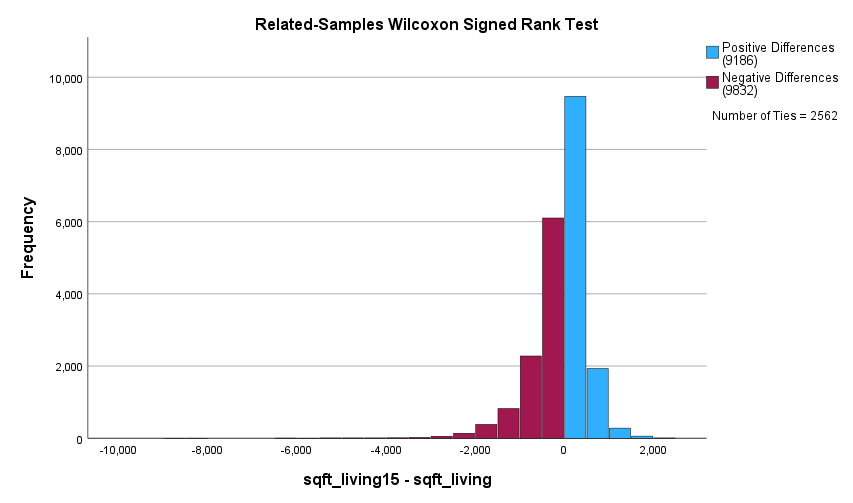 Related-Samples Wilcoxon Signed Rank Test
Positive Differences
(9186)
Negative Differences
(9832)
Number of Ties = 2562
Frequency
10,000
8,000
6,000
4,000
2,000
0
-10,000 -8,000 -6,000 -4,000 -2,000 0 2,000
sqft_living15 - sqft_living